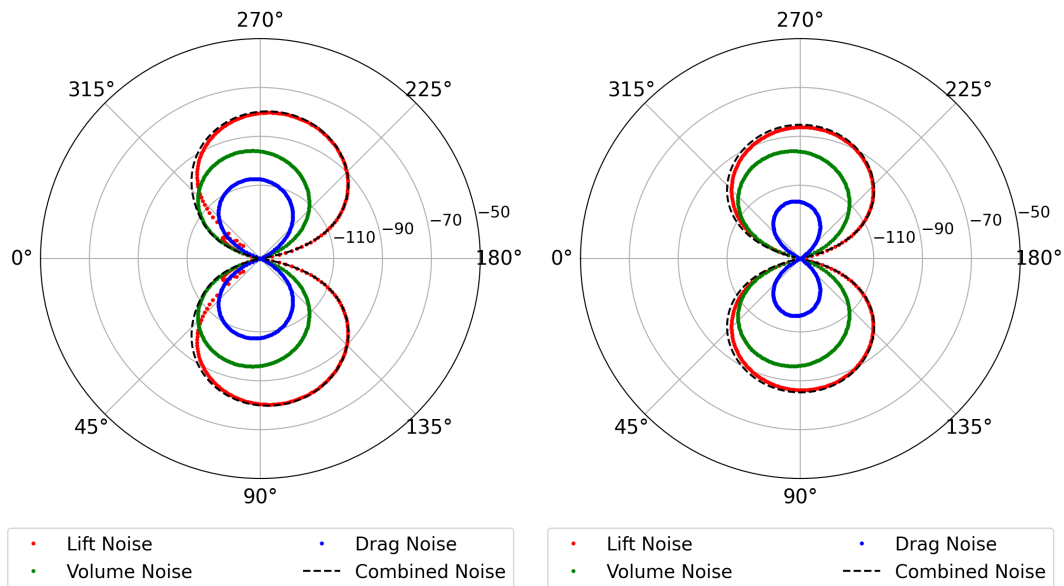 270° 270°
315° 225° 315° 225°
−50 −50
−70 −70
−90 −90
−110 −110
0° 180° 0° 180°
45° 135° 45° 135°
90° 90°
Lift Noise Drag Noise Lift Noise Drag Noise
Volume Noise Combined Noise Volume Noise Combined Noise